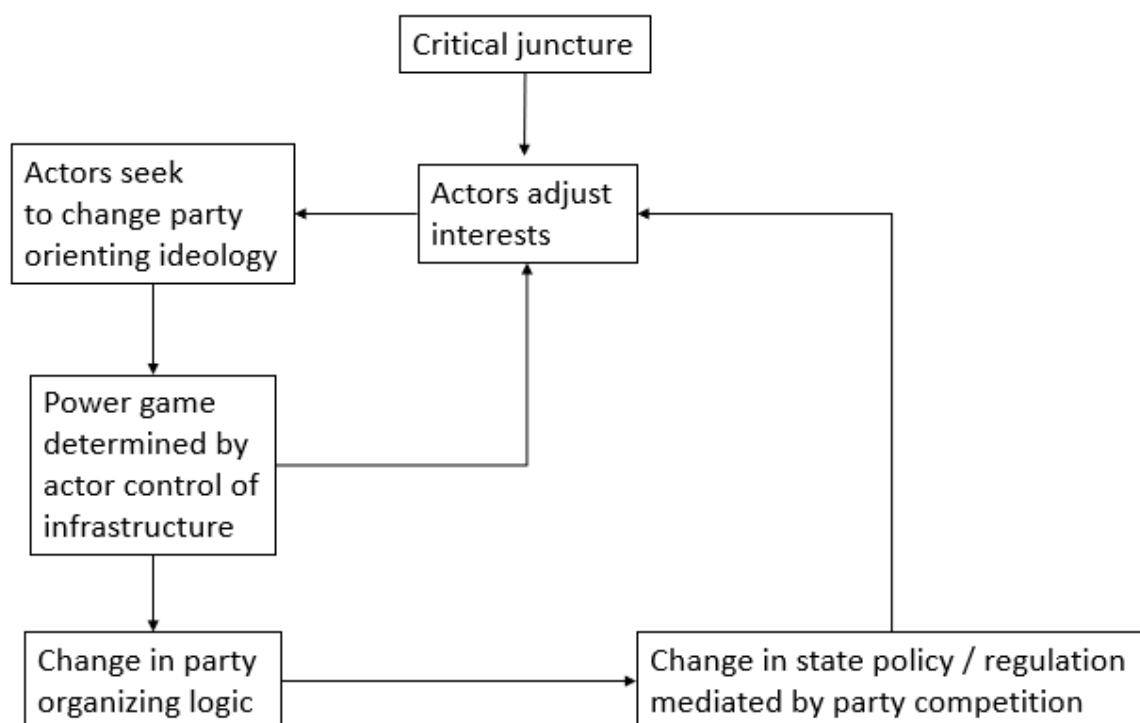 Critical juncture
Actors seek
to change party
orienting ideology
Actors adjust
interests
Power game
determined by
actor control of
infrastructure
Change in party
organizing logic
Change in state policy / regulation
mediated by party competition